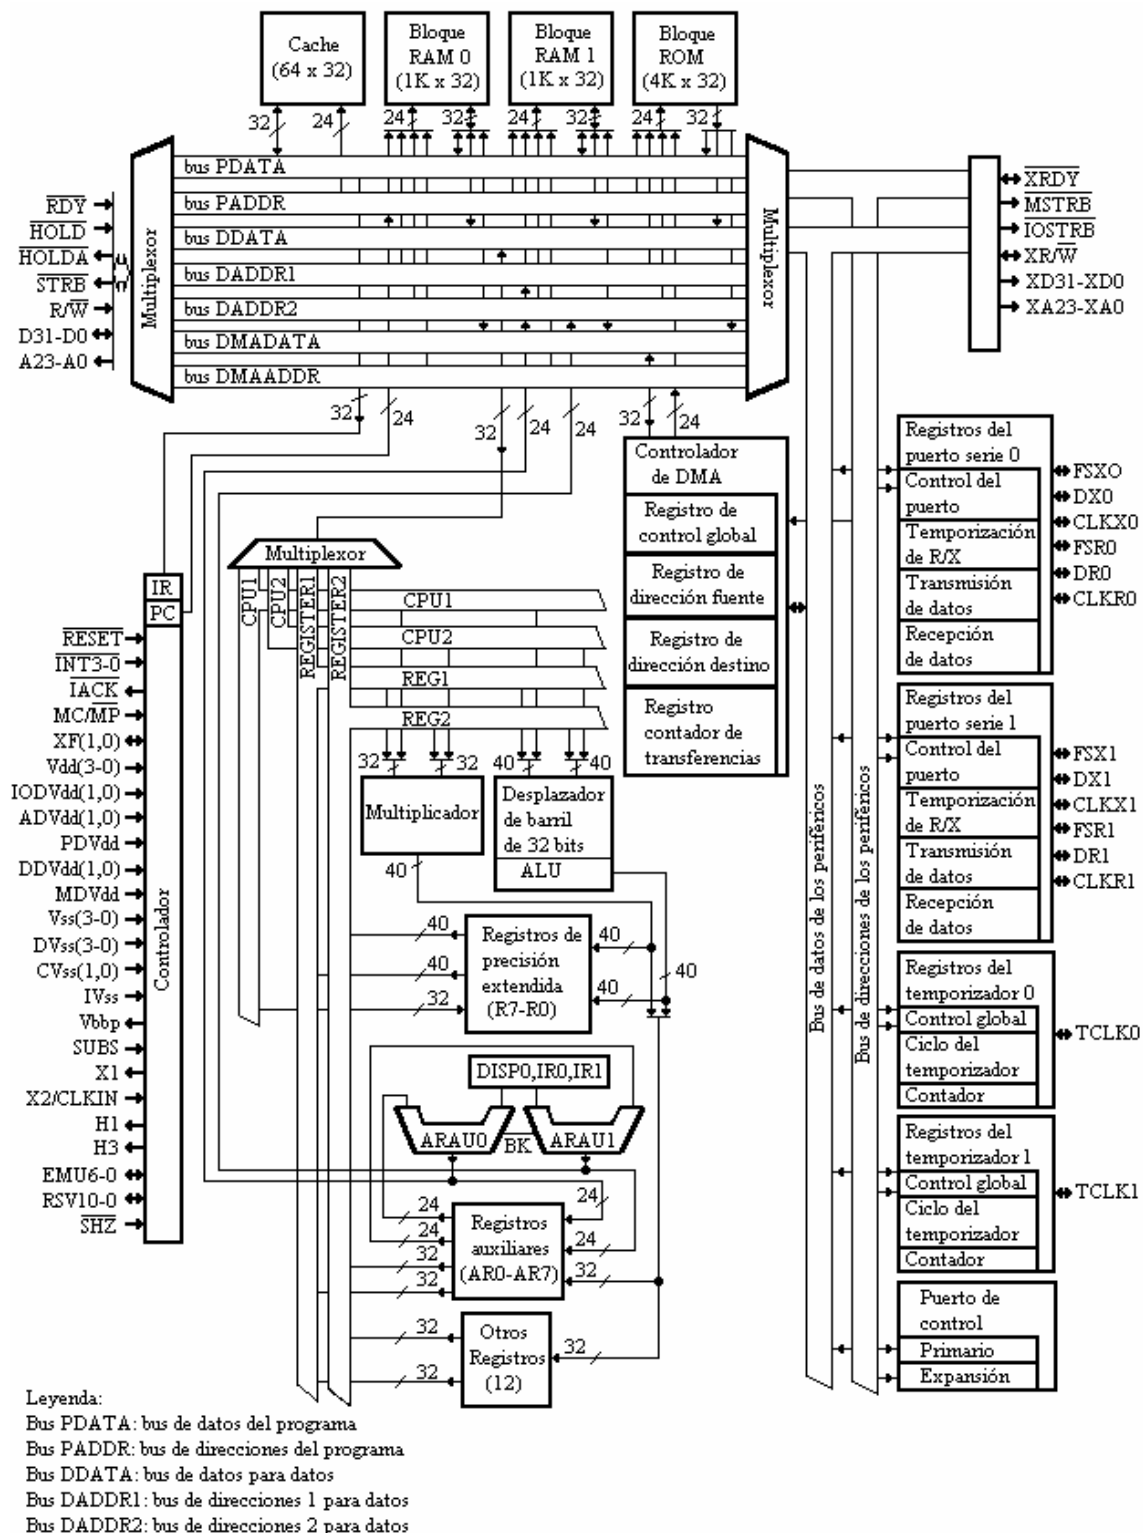 Cache
(64 x 32)
Bloque
RAM 0
(1K x 32)
Bloque
RAM 1
(1K x 32)
Bloque
ROM
(4K x 32)
32
24
24
32
24
32
24
32
bus PDATA
bus PADDR
bus DDATA
bus DADDR1
bus DADDR2
bus DMADATA
bus DMAADDR
Multiplexor
Multiplexor
RDY
HOLD
HOLDA
STRB
R/W
D31-D0
A23-A0
XRDY
MSTRB
IOSTRB
XR/W
XD31-XD0
XA23-XA0
32
24
32
24
24
32
24
Controlador
de DMA
Registro de
control global
Registro de
dirección fuente
Registro de
dirección destino
Registro
contador de
transferencias
Multiplexor
CPU1
CPU2
REGISTER1
REGISTER2
CPU1
CPU2
REG1
REG2
IR
PC
Controlador
RESET
INT3-0
IACK
MC/MP
XF(1,0)
Vdd(3-0)
IODVdd(1,0)
ADVdd(1,0)
PDVdd
DDVdd(1,0)
MDVdd
Vss(3-0)
DVss(3-0)
CVss(1,0)
IVss
Vbbp
SUBS
X1
X2/CLKIN
H1
H3
EMU6-0
RSV10-0
SHZ
32
32
40
40
Multiplicador
Desplazador
de barril
de 32 bits
ALU
40
40
40
32
Registros de
precisión
extendida
(R7-R0)
40
40
40
DISP0,IR0,IR1
ARAU0
BK
ARAU1
24
24
32
32
Registros
auxiliares
(AR0-AR7)
24
24
32
32
32
Otros
Registros
(12)
32
Bus de datos de los periféricos
Bus de direcciones de los periféricos
Registros del
puerto serie 0
Control del
puerto
Temporización
de R/X
Transmisión
de datos
Recepción
de datos
FSXO
DX0
CLKX0
FSR0
DR0
CLKR0
Registros del
puerto serie 1
Control del
puerto
Temporización
de R/X
Transmisión
de datos
Recepción
de datos
FSX1
DX1
CLKX1
FSR1
DR1
CLKR1
Registros del
temporizador 0
Control global
Ciclo del
temporizador
Contador
TCLK0
Registros del
temporizador 1
Control global
Ciclo del
temporizador
Contador
TCLK1
Puerto de
control
Primario
Expansión
Leyenda:
Bus PDATA: bus de datos del programa
Bus PADDR: bus de direcciones del programa
Bus DDATA: bus de datos para datos
Bus DADDR1: bus de direcciones 1 para datos
Bus DADDR2: bus de direcciones 2 para datos